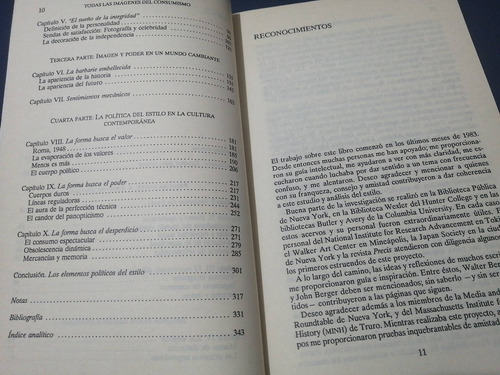 10
TODAS LAS IMÁGENES DEL CONSUMISMO
Capítulo V. "El sueño de la integridad"
Definición de la personalidad
Sendas de satisfacción: Fotografía y celebridad
La decoración de la independencia
TERCERA PARTE: IMAGEN Y PODER EN UN MUNDO CAMBIANTE
Capítulo VI. La barbarie embellecida
La apariencia de la historia
La apariencia del futuro
Capítulo VII. Sentimientos mecánicos
CUARTA PARTE: LA POLÍTICA DEL ESTILO EN LA CULTURA
CONTEMPORÁNEA
Capítulo VIII. La forma busca el valor 181
Roma, 1948 181
La evaporación de los valores 185
Menos es más 190
El cuerpo político 206
Capítulo IX. La forma busca el poder 217
Cuerpos duros 217
Líneas reguladoras 231
El aura de la perfección técnica 244
El candor del panopticismo 252
Capítulo X. La forma busca el desperdicio 271
El consumo espectacular 271
Obsolescencia dinámica 279
Mercancías y memoria 285
Conclusión. Los elementos políticos del estilo 301
Notas 317
Bibliografía 331
Índice analítico 343
RECONOCIMIENTOS
El trabajo sobre este libro comenzó en los últimos meses de 1983.
Desde entonces muchas personas me han apoyado; me proporciona-
ron su guía intelectual, me ayudaron a ver con más claridad, me es-
cucharon cuando luchaba por dar sentido a un tema con frecuencia
confuso, y me alentaron. Deseo agradecer y mencionar a quienes
con su franqueza, consejo y amistad contribuyeron a dar coherencia
a este estudio y análisis del estilo.
Buena parte de la investigación se realizó en la Biblioteca Pública
de Nueva York, en la Biblioteca Wexler del Hunter College y en las
bibliotecas Butler y Avery de la Columbia University. En cada caso
estos acervos y su personal fueron extraordinariamente útiles. El
personal del National Institute for Research Advancement en Tokio,
el Walker Art Center en Mineápolis, la Japan Society en la ciudad
de Nueva York y la revista Precis atendieron con diligencia algunos
los primeros estruendos de este proyecto.
A lo largo del camino, las ideas y reflexiones de muchos escri
me proporcionaron guía e inspiración. Entre éstos, Walter Ben
y John Berger deben ser mencionados, sin saberlo —y sin ser
tidos— contribuyeron a las páginas que siguen.
Deseo agradecer además a los miembros de la Media and
Roundtable de Nueva York, y del Massachusetts Institute
History (MINI) de Truro. Mientras realizaba este proyecto, a
pos me proporcionaron pruebas inquebrantables de amistad
11